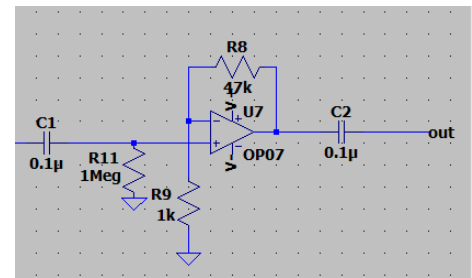 R8
47k
V+
U7
C1
C2
+
-
out
+
-
0.1µ
OP07
0.1µ
R11
V-
1Meg
R9
1k